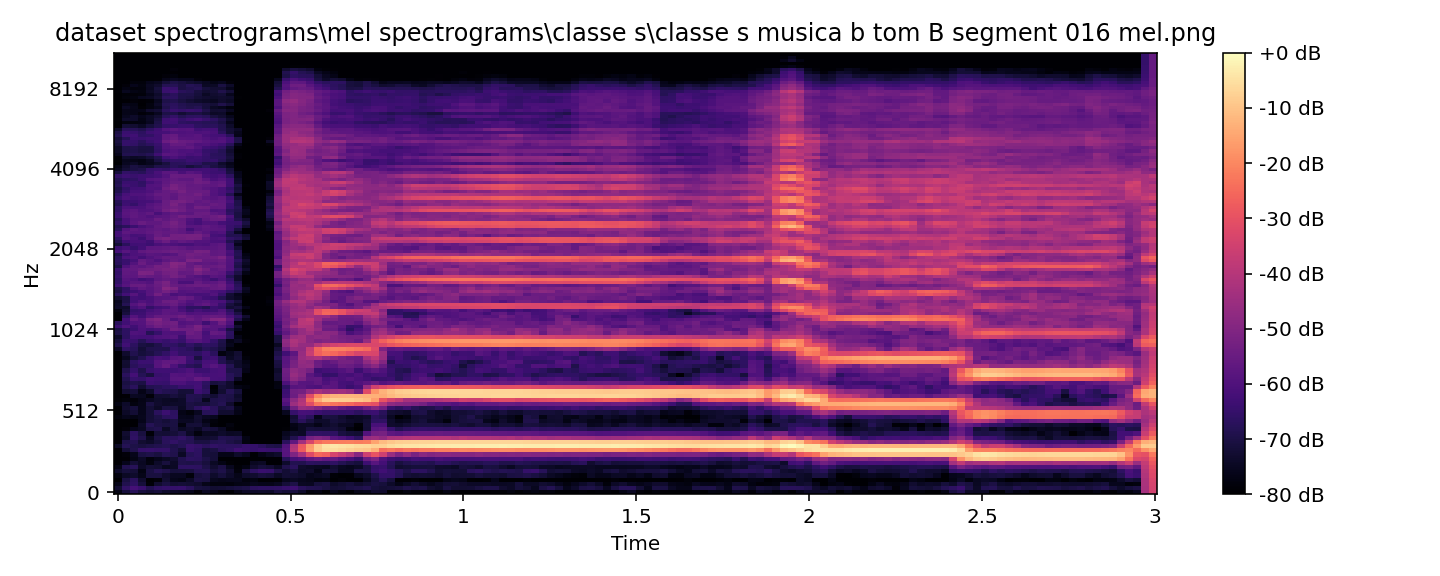 dataset spectrograms\mel spectrograms\classe s\classe s musica b tom B segment 016 mel.png
8192
4096
2048
1024
512
0
Hz
0 0.5 1 1.5 2 2.5 3
Time
+0 dB
-10 dB
-20 dB
-30 dB
-40 dB
-50 dB
-60 dB
-70 dB
-80 dB